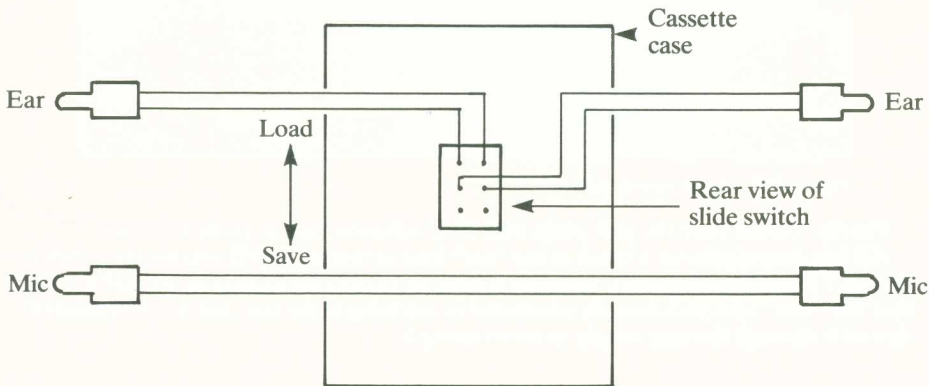 Cassette
case
Ear
Ear
Load
Rear view of
slide switch
Save
Mic
Mic